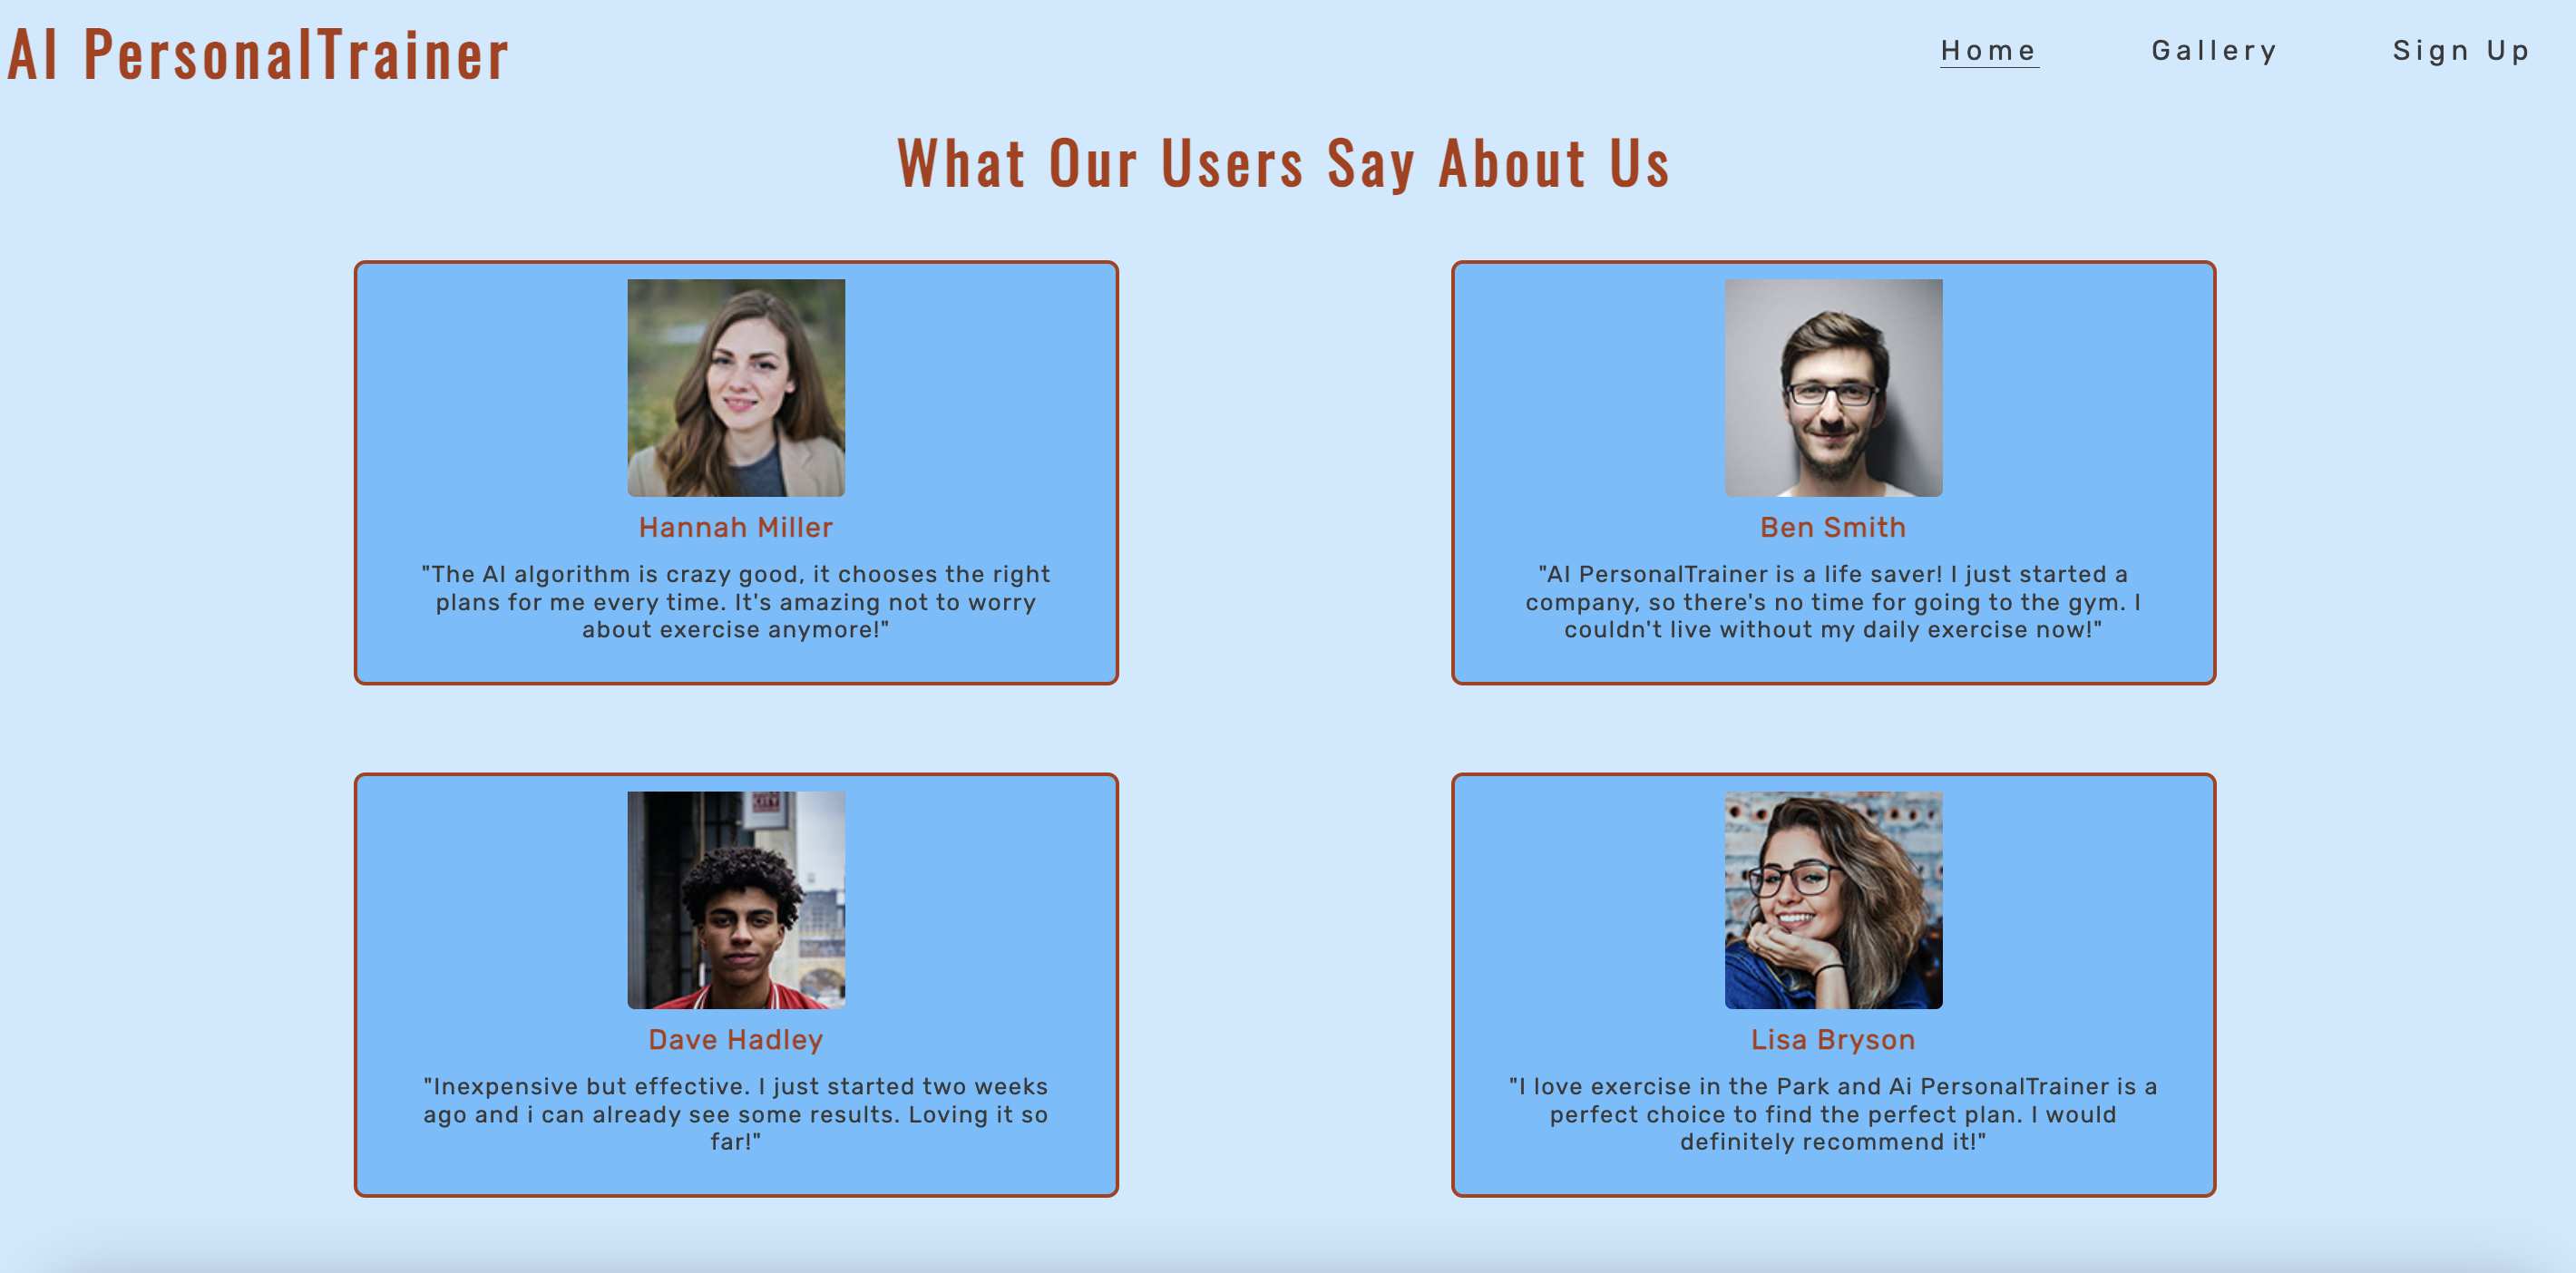 AI PersonalTrainer
Home
Gallery
Sign Up
What Our Users Say About Us
Hannah Miller
"The AI algorithm is crazy good, it chooses the right
plans for me every time. It's amazing not to worry
about exercise anymore!"
Ben Smith
"AI PersonalTrainer is a life saver! I just started a
company, so there's no time for going to the gym. I
couldn't live without my daily exercise now!"
CITY
Dave Hadley
"Inexpensive but effective. I just started two weeks
ago and i can already see some results. Loving it so
far!"
Lisa Bryson
"I love exercise in the Park and Ai PersonalTrainer is a
perfect choice to find the perfect plan. I would
definitely recommend it!"